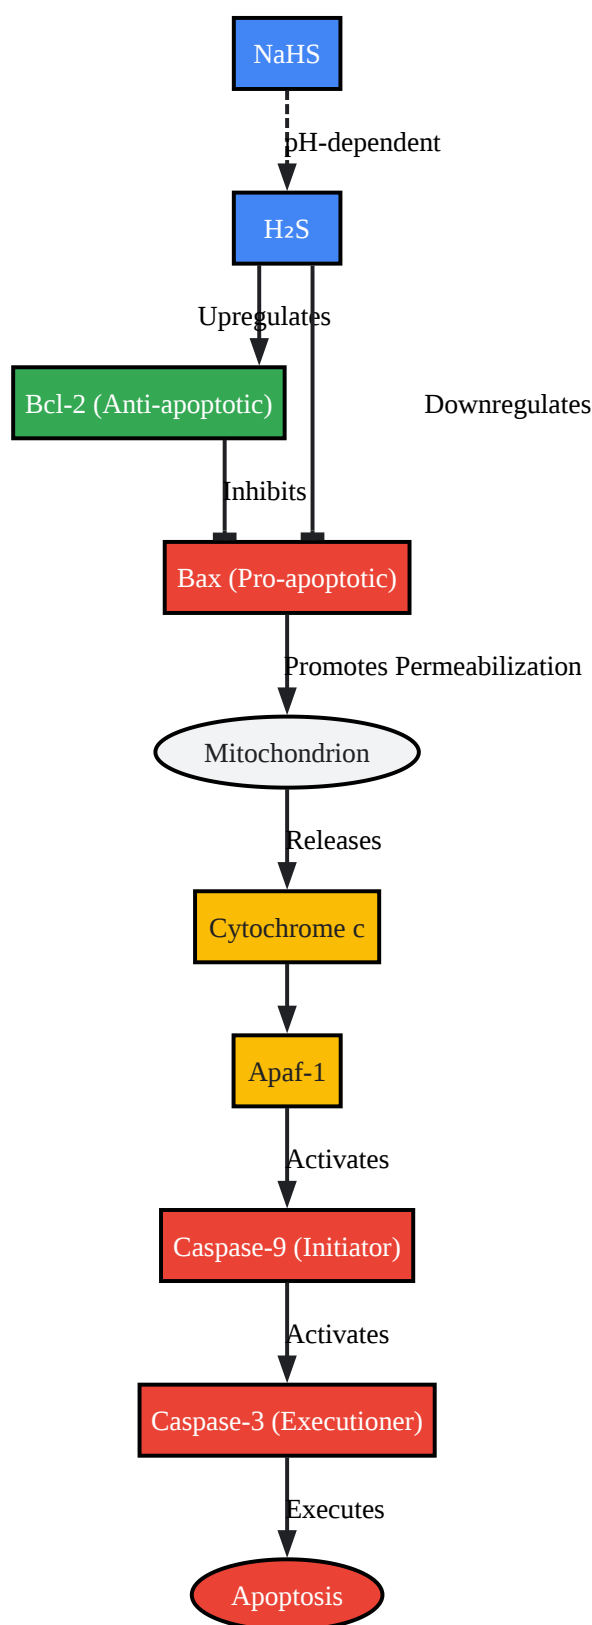 NaHS
pH-dependent
H₂S
Upregulates
Bcl-2 (Anti-apoptotic)
Downregulates
Inhibits
Bax (Pro-apoptotic)
Promotes Permeabilization
Mitochondrion
Releases
Cytochrome c
Apaf-1
Activates
Caspase-9 (Initiator)
Activates
Caspase-3 (Executioner)
Executes
Apoptosis